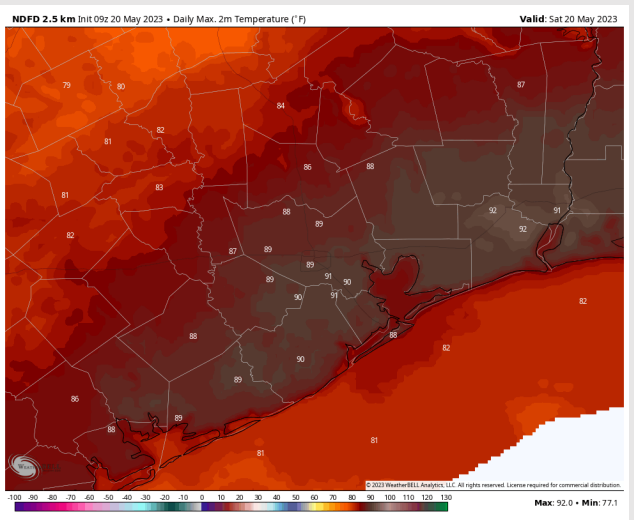 NDFD 2.5 km Init 09z 20 May 2023 • Daily Max. 2m Temperature (°F) Valid: Sat 20 May 2023
79 80 87
84
82
81
86 88
83
81
88 92 91
89 92
82
87 89
89
89 91 90
90 91 82
88 88
82
90
89
86
89
88
81
81
© 2023 WeatherBELL Analytics, LLC. All rights reserved. License required for commercial distribution.
-100 -90 -80 -70 -60 -50 -40 -30 -20 -10 0 10 20 30 40 50 60 70 80 90 100 110 120 130
Max: 92.0 • Min: 77.1